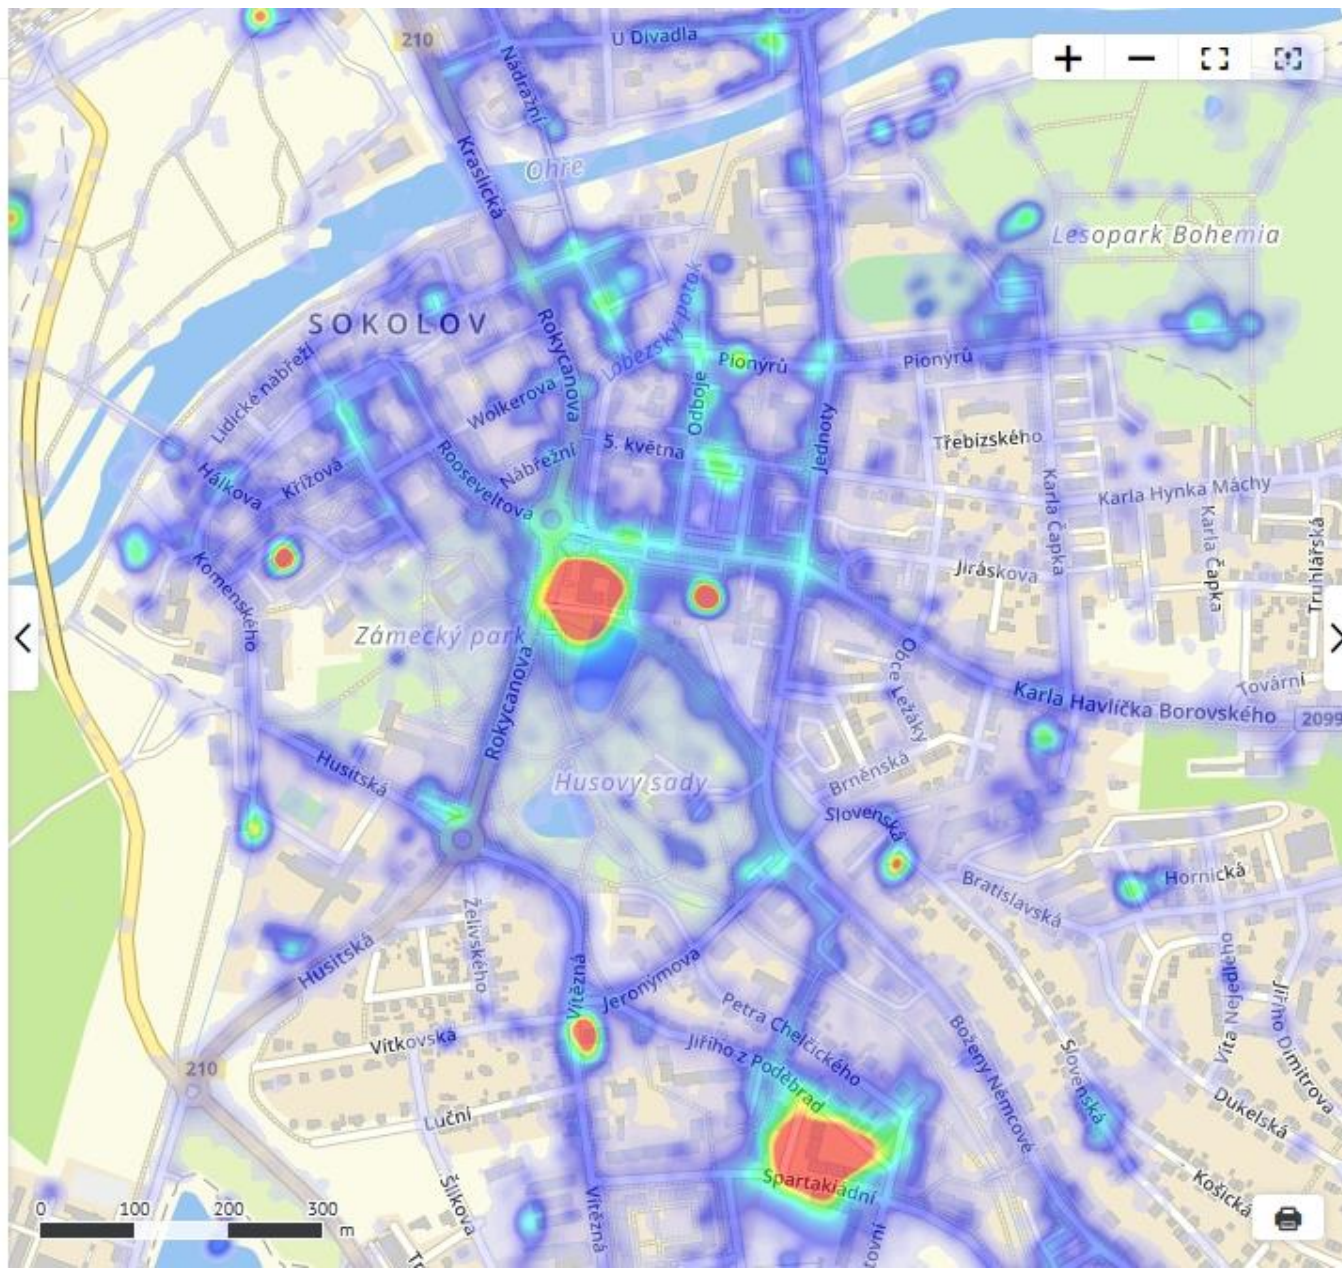 210
U Divadla
Nádražní
Kraslická
Ohře
Lesopark Bohemia
SOKOLOV
Lobezský potok
Rokycanova
Pionýrů
Pionýrů
Lidické nábřeží
Wolkerova
Odboje
Jednoty
Třebízského
5. května
Rooseveltova
Nábřežní
Křížova
Hálkova
Karla Čapka
Karla Hynka Máchy
Karla Čapka
Truhlářská
Jiráskova
Komenského
Zámecký park
Obce Ležáky
Rokycanova
Tovární
Karla Havlíčka Borovského
2099
Husitská
Husovy sady
Brněnská
Slovenská
Hornická
Bratislavská
Želivského
Husitská
Vítězná
Jeronýmova
Petra Chelčického
Jiřího z Poděbrad
Boženy Němcové
Slovenská
Víta Nejedlého
Jiřího Dimitrova
Vítkovská
210
Luční
Dukelská
Spartakiádní
Košická
Šilkova
Vítězná
0 100 200 300 m